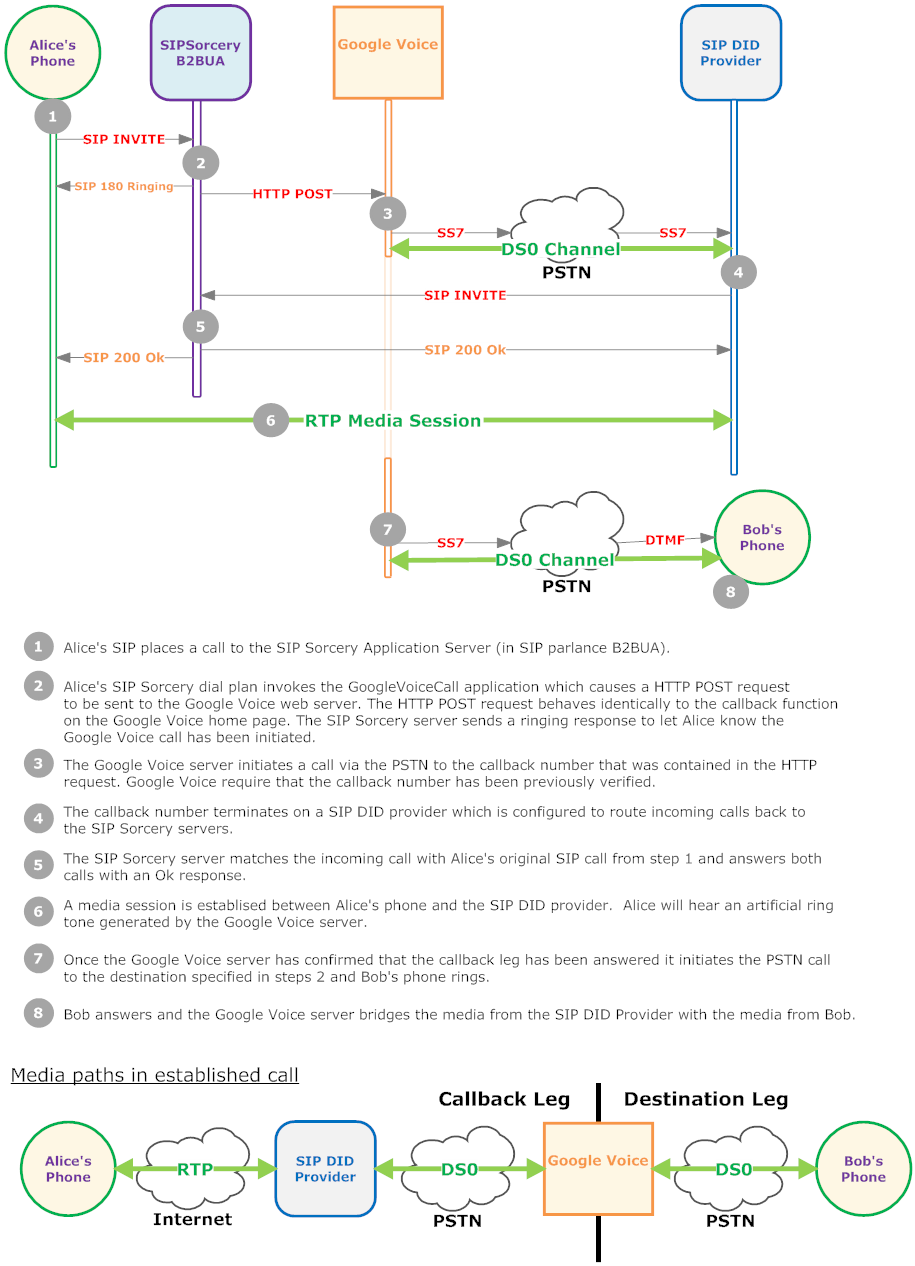 Alice's
Phone
SIPSorcery
B2BUA
Google Voice
SIP DID
Provider
1
SIP INVITE
2
SIP 180 Ringing
HTTP POST
3
SS7
SS7
DS0 Channel
PSTN
4
SIP INVITE
5
SIP 200 Ok
SIP 200 Ok
6
RTP Media Session
7
SS7
DTMF
DS0 Channel
PSTN
Bob's
Phone
8
1 Alice's SIP places a call to the SIP Sorcery Application Server (in SIP parlance B2BUA).
2 Alice's SIP Sorcery dial plan invokes the GoogleVoiceCall application which causes a HTTP POST request
to be sent to the Google Voice web server. The HTTP POST request behaves identically to the callback function
on the Google Voice home page. The SIP Sorcery server sends a ringing response to let Alice know the
Google Voice call has been initiated.
3 The Google Voice server initiates a call via the PSTN to the callback number that was contained in the HTTP
request. Google Voice require that the callback number has been previously verified.
4 The callback number terminates on a SIP DID provider which is configured to route incoming calls back to
the SIP Sorcery servers.
5 The SIP Sorcery server matches the incoming call with Alice's original SIP call from step 1 and answers both
calls with an Ok response.
6 A media session is establised between Alice's phone and the SIP DID provider.  Alice will hear an artificial ring
tone generated by the Google Voice server.
7 Once the Google Voice server has confirmed that the callback leg has been answered it initiates the PSTN call
to the destination specified in steps 2 and Bob's phone rings.
8 Bob answers and the Google Voice server bridges the media from the SIP DID Provider with the media from Bob.
Media paths in established call
Callback Leg
Destination Leg
Alice's
Phone
RTP
Internet
SIP DID
Provider
DS0
PSTN
Google Voice
DS0
PSTN
Bob's
Phone